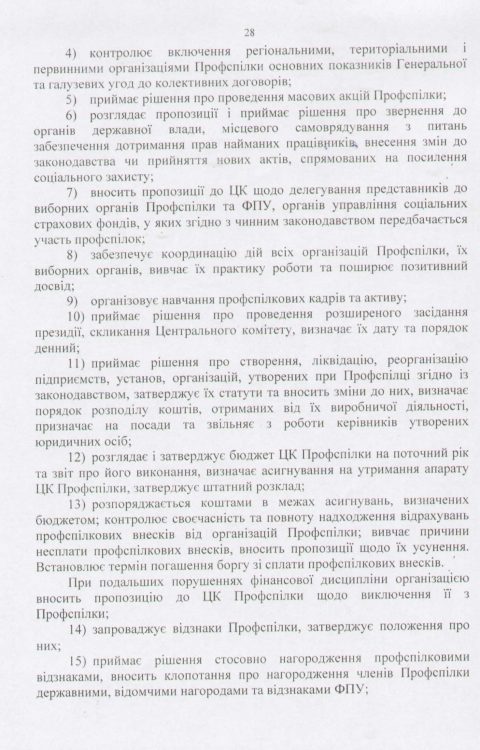 28
4) контролює включення регіональними, територіальними і
первинними організаціями Профспілки основних показників Генеральної
та галузевих угод до колективних договорів;
5) приймає рішення про проведення масових акцій Профспілки;
6) розглядає пропозиції і приймає рішення про звернення до
органів державної влади, місцевого самоврядування з питань
забезпечення дотримання прав найманих працівників, внесення змін до
законодавства чи прийняття нових актів, спрямованих на посилення
соціального захисту;
7) вносить пропозиції до ЦК щодо делегування представників до
виборних органів Профспілки та ФПУ, органів управління соціальних
страхових фондів, у яких згідно з чинним законодавством передбачається
участь профспілок;
8) забезпечує координацію дій всіх організацій Профспілки, їх
виборних органів, вивчає їх практику роботи та поширює позитивний
досвід;
9) організовує навчання профспілкових кадрів та активу;
10) приймає рішення про проведення розширеного засідання
президії, скликання Центрального комітету, визначає їх дату та порядок
денний;
11) приймає рішення про створення, ліквідацію, реорганізацію
підприємств, установ, організацій, утворених при Профспілці згідно із
законодавством, затверджує їх статути та вносить зміни до них, визначає
порядок розподілу коштів, отриманих від їх виробничої діяльності,
призначає на посади та звільняє з роботи керівників утворених
юридичних осіб;
12) розглядає і затверджує бюджет ЦК Профспілки на поточний рік
та звіт про його виконання, визначає асигнування на утримання апарату
ЦК Профспілки, затверджує штатний розклад;
13) розпоряджається коштами в межах асигнувань, визначених
бюджетом; контролює своєчасність та повноту надходження відрахувань
профспілкових внесків від організацій Профспілки; вивчає причини
несплати профспілкових внесків, вносить пропозиції щодо їх усунення.
Встановлює термін погашення боргу зі сплати профспілкових внесків.
При подальших порушеннях фінансової дисципліни організацією
вносить пропозицію до ЦК Профспілки щодо виключення її з
Профспілки;
14) запроваджує відзнаки Профспілки, затверджує положення про
них;
15) приймає рішення стосовно нагородження профспілковими
відзнаками, вносить клопотання про нагородження членів Профспілки
державними, відомчими нагородами та відзнаками ФПУ;